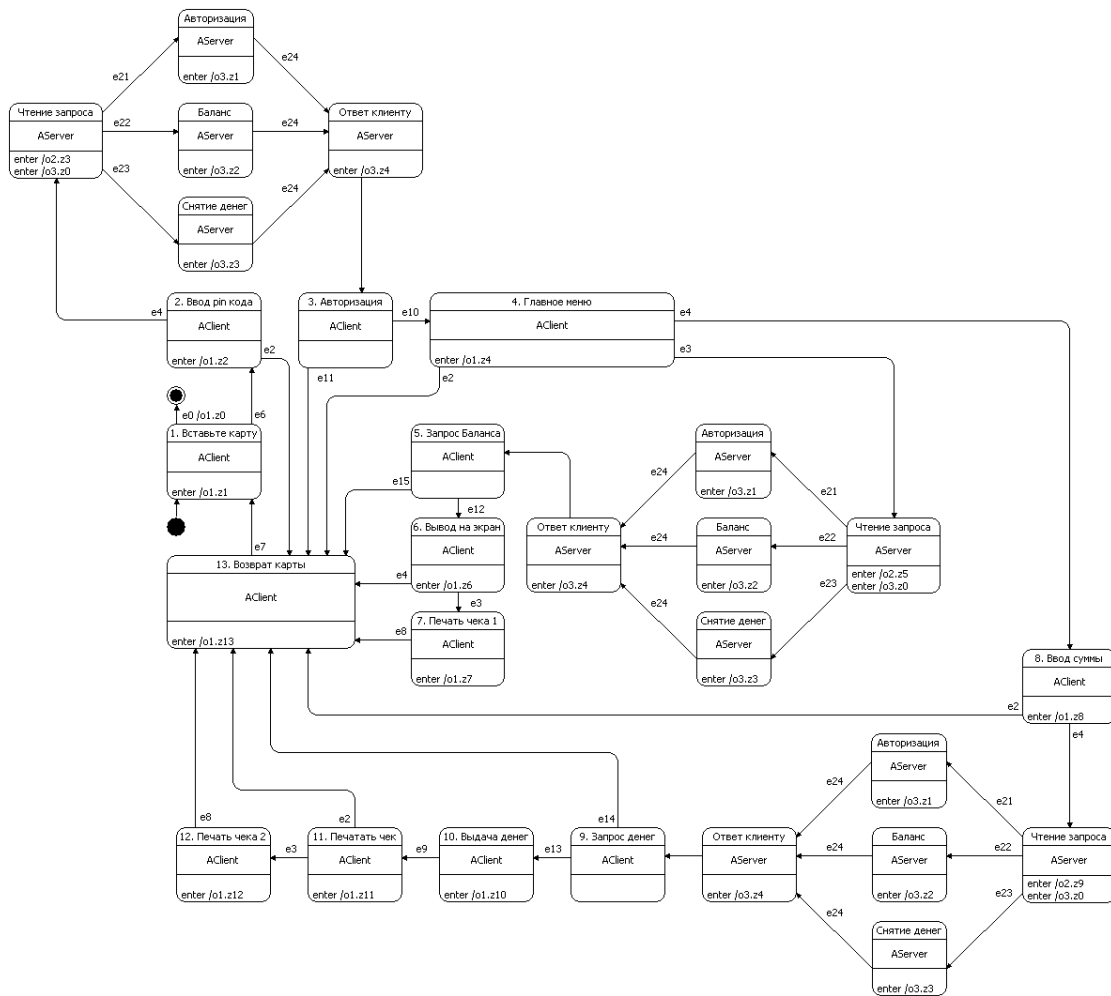 Авторизация
AServer
enter /o3.z1
e21
e24
Чтение запроса
AServer
enter /o2.z3
enter /o3.z0
e22
Баланс
AServer
enter /o3.z2
e24
Ответ клиенту
AServer
enter /o3.z4
e23
e24
Снятие денег
AServer
enter /o3.z3
e4
2. Ввод pin кода
AClient
enter /o1.z2
e2
3. Авторизация
AClient
e10
e11
4. Главное меню
AClient
enter /o1.z4
e2
e4
e3
e0 /o1.z0
e6
1. Вставьте карту
AClient
enter /o1.z1
e7
5. Запрос Баланса
AClient
e15
e12
6. Вывод на экран
AClient
enter /o1.z6
e4
e3
7. Печать чека 1
AClient
enter /o1.z7
e8
13. Возврат карты
AClient
enter /o1.z13
Авторизация
AServer
enter /o3.z1
e24
e21
Ответ клиенту
AServer
enter /o3.z4
e24
Баланс
AServer
enter /o3.z2
e22
Чтение запроса
AServer
enter /o2.z5
enter /o3.z0
e24
e23
Снятие денег
AServer
enter /o3.z3
8. Ввод суммы
AClient
enter /o1.z8
e2
e4
Авторизация
AServer
enter /o3.z1
e24
e21
e8
e2
e14
12. Печать чека 2
AClient
enter /o1.z12
e3
11. Печатать чек
AClient
enter /o1.z11
e9
10. Выдача денег
AClient
enter /o1.z10
e13
9. Запрос денег
AClient
Ответ клиенту
AServer
enter /o3.z4
e24
Баланс
AServer
enter /o3.z2
e22
Чтение запроса
AServer
enter /o2.z9
enter /o3.z0
e24
e23
Снятие денег
AServer
enter /o3.z3